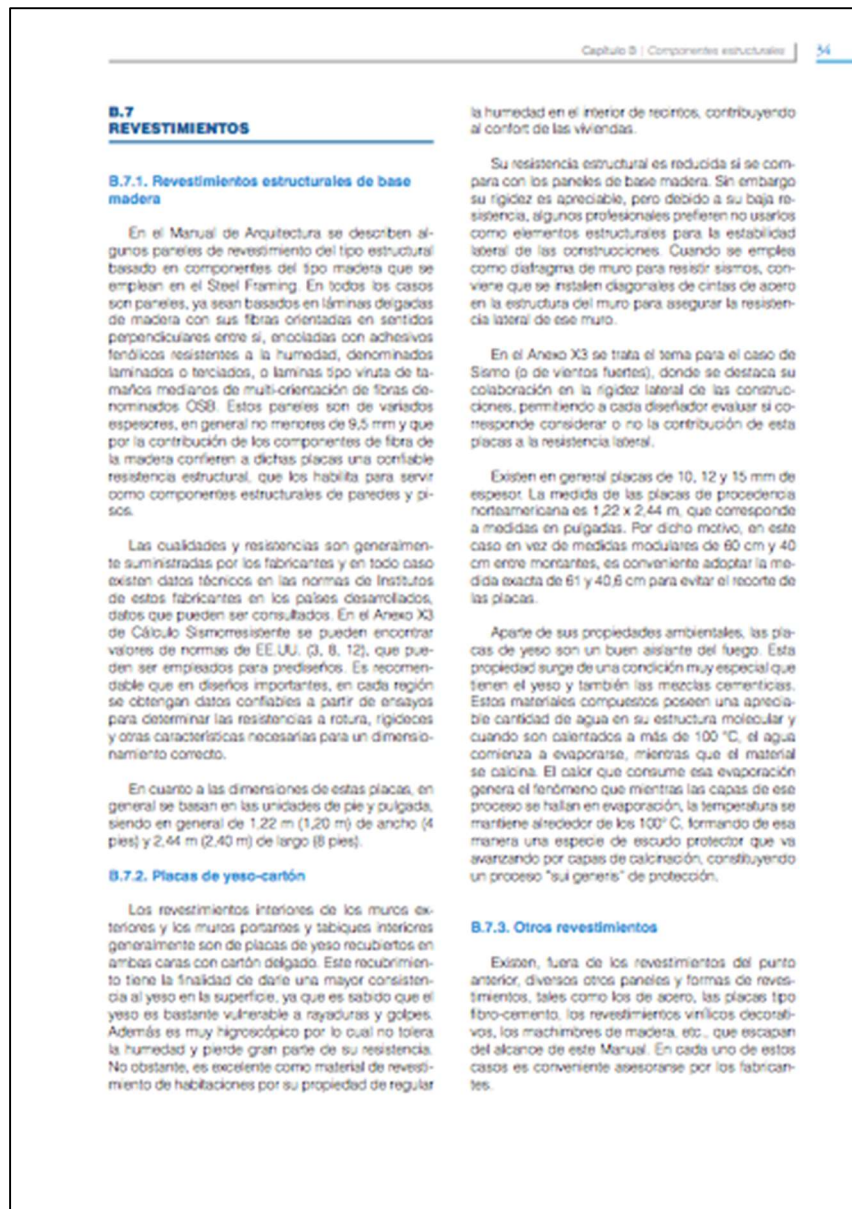 Capítulo B | Componentes estructurales
34
B.7
REVESTIMIENTOS
B.7.1. Revestimientos estructurales de base
madera
En el Manual de Arquitectura se describen al-
gunos paneles de revestimiento del tipo estructural
basado en componentes del tipo madera que se
emplean en el Steel Framing. En todos los casos
son paneles, ya sean basados en láminas delgadas
de madera con sus fibras orientadas en sentidos
perpendiculares entre si, encoladas con adhesivos
fenólicos resistentes a la humedad, denominados
laminados o terciados, o laminas tipo viruta de ta-
maños medianos de multi-orientación de fibras de-
nominados OSB. Estos paneles son de variados
espesores, en general no menores de 9,5 mm y que
por la contribución de los componentes de fibra de
la madera confieren a dichas placas una confiable
resistencia estructural, que los habilita para servir
como componentes estructurales de paredes y pi-
sos.
Las cualidades y resistencias son generalmen-
te suministradas por los fabricantes y en todo caso
existen datos técnicos en las normas de Institutos
de estos fabricantes en los países desarrollados,
datos que pueden ser consultados. En el Anexo X3
de Cálculo Sismorresistente se pueden encontrar
valores de normas de EE.UU. (3, 8, 12), que pue-
den ser empleados para prediseños. Es recomen-
dable que en diseños importantes, en cada región
se obtengan datos confiables a partir de ensayos
para determinar las resistencias a rotura, rigideces
y otras características necesarias para un dimensio-
namiento correcto.
En cuanto a las dimensiones de estas placas, en
general se basan en las unidades de pie y pulgada,
siendo en general de 1,22 m (1,20 m) de ancho (4
pies) y 2,44 m (2,40 m) de largo (8 pies).
B.7.2. Placas de yeso-cartón
Los revestimientos interiores de los muros ex-
teriores y los muros portantes y tabiques interiores
generalmente son de placas de yeso recubiertos en
ambas caras con cartón delgado. Este recubrimien-
to tiene la finalidad de darle una mayor consisten-
cia al yeso en la superficie, ya que es sabido que el
yeso es bastante vulnerable a rayaduras y golpes.
Además es muy higroscópico por lo cual no tolera
la humedad y pierde gran parte de su resistencia.
No obstante, es excelente como material de revesti-
miento de habitaciones por su propiedad de regular
la humedad en el interior de recintos, contribuyendo
al confort de las viviendas.
Su resistencia estructural es reducida si se com-
para con los paneles de base madera. Sin embargo
su rigidez es apreciable, pero debido a su baja re-
sistencia, algunos profesionales prefieren no usarlos
como elementos estructurales para la estabilidad
lateral de las construcciones. Cuando se emplea
como diafragma de muro para resistir sismos, con-
viene que se instalen diagonales de cintas de acero
en la estructura del muro para asegurar la resisten-
cia lateral de ese muro.
En el Anexo X3 se trata el tema para el caso de
Sismo (o de vientos fuertes), donde se destaca su
colaboración en la rigidez lateral de las construc-
ciones, permitiendo a cada diseñador evaluar si co-
rresponde considerar o no la contribución de esta
placas a la resistencia lateral.
Existen en general placas de 10, 12 y 15 mm de
espesor. La medida de las placas de procedencia
norteamericana es 1,22 x 2,44 m, que corresponde
a medidas en pulgadas. Por dicho motivo, en este
caso en vez de medidas modulares de 60 cm y 40
cm entre montantes, es conveniente adoptar la me-
dida exacta de 61 y 40,6 cm para evitar el recorte de
las placas.
Aparte de sus propiedades ambientales, las pla-
cas de yeso son un buen aislante del fuego. Esta
propiedad surge de una condición muy especial que
tienen el yeso y también las mezclas cementicias.
Estos materiales compuestos poseen una aprecia-
ble cantidad de agua en su estructura molecular y
cuando son calentados a más de 100 °C, el agua
comienza a evaporarse, mientras que el material
se calcina. El calor que consume esa evaporación
genera el fenómeno que mientras las capas de ese
proceso se hallan en evaporación, la temperatura se
mantiene alrededor de los 100° C, formando de esa
manera una especie de escudo protector que va
avanzando por capas de calcinación, constituyendo
un proceso "sui generis" de protección.
B.7.3. Otros revestimientos
Existen, fuera de los revestimientos del punto
anterior, diversos otros paneles y formas de reves-
timientos, tales como los de acero, las placas tipo
fibro-cemento, los revestimientos vinílicos decorati-
vos, los machimbres de madera, etc., que escapan
del alcance de este Manual. En cada uno de estos
casos es conveniente asesorarse por los fabrican-
tes.